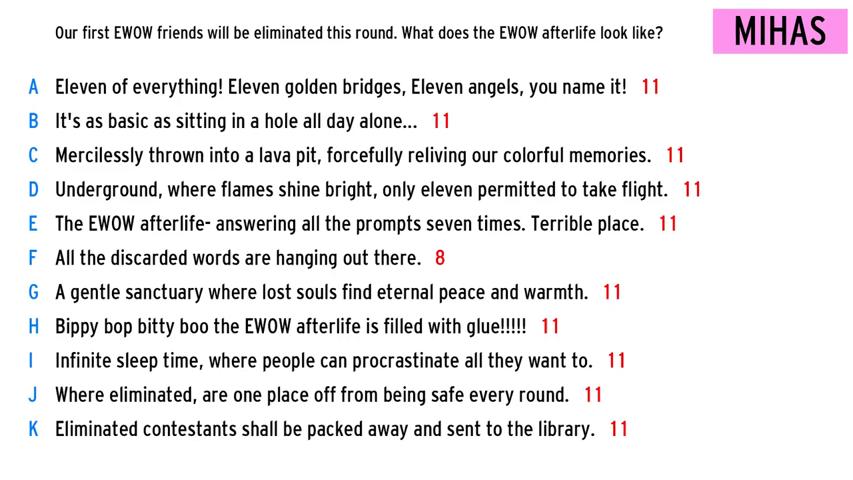 Our first EWOW friends will be eliminated this round. What does the EWOW afterlife look like?
MIHAS
A Eleven of everything! Eleven golden bridges, Eleven angels, you name it! 11
B It's as basic as sitting in a hole all day alone... 11
C Mercilessly thrown into a lava pit, forcefully reliving our colorful memories. 11
D Underground, where flames shine bright, only eleven permitted to take flight. 11
E The EWOW afterlife- answering all the prompts seven times. Terrible place. 11
F All the discarded words are hanging out there. 8
G A gentle sanctuary where lost souls find eternal peace and warmth. 11
H Bippy bop bitty boo the EWOW afterlife is filled with glue!!!!! 11
I Infinite sleep time, where people can procrastinate all they want to. 11
J Where eliminated, are one place off from being safe every round. 11
K Eliminated contestants shall be packed away and sent to the library. 11